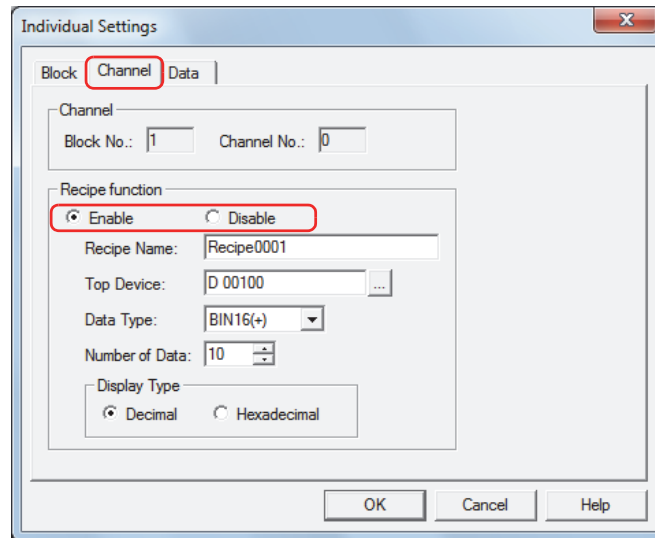 Individual Settings
x
Block Channel Data
Channel
Block No.: 1 Channel No.: 0
Recipe function
Enable Disable
Recipe Name: Recipe0001
Top Device: D 00100 ...
Data Type: BIN16(+)
Number of Data: 10
Display Type
Decimal Hexadecimal
OK Cancel Help